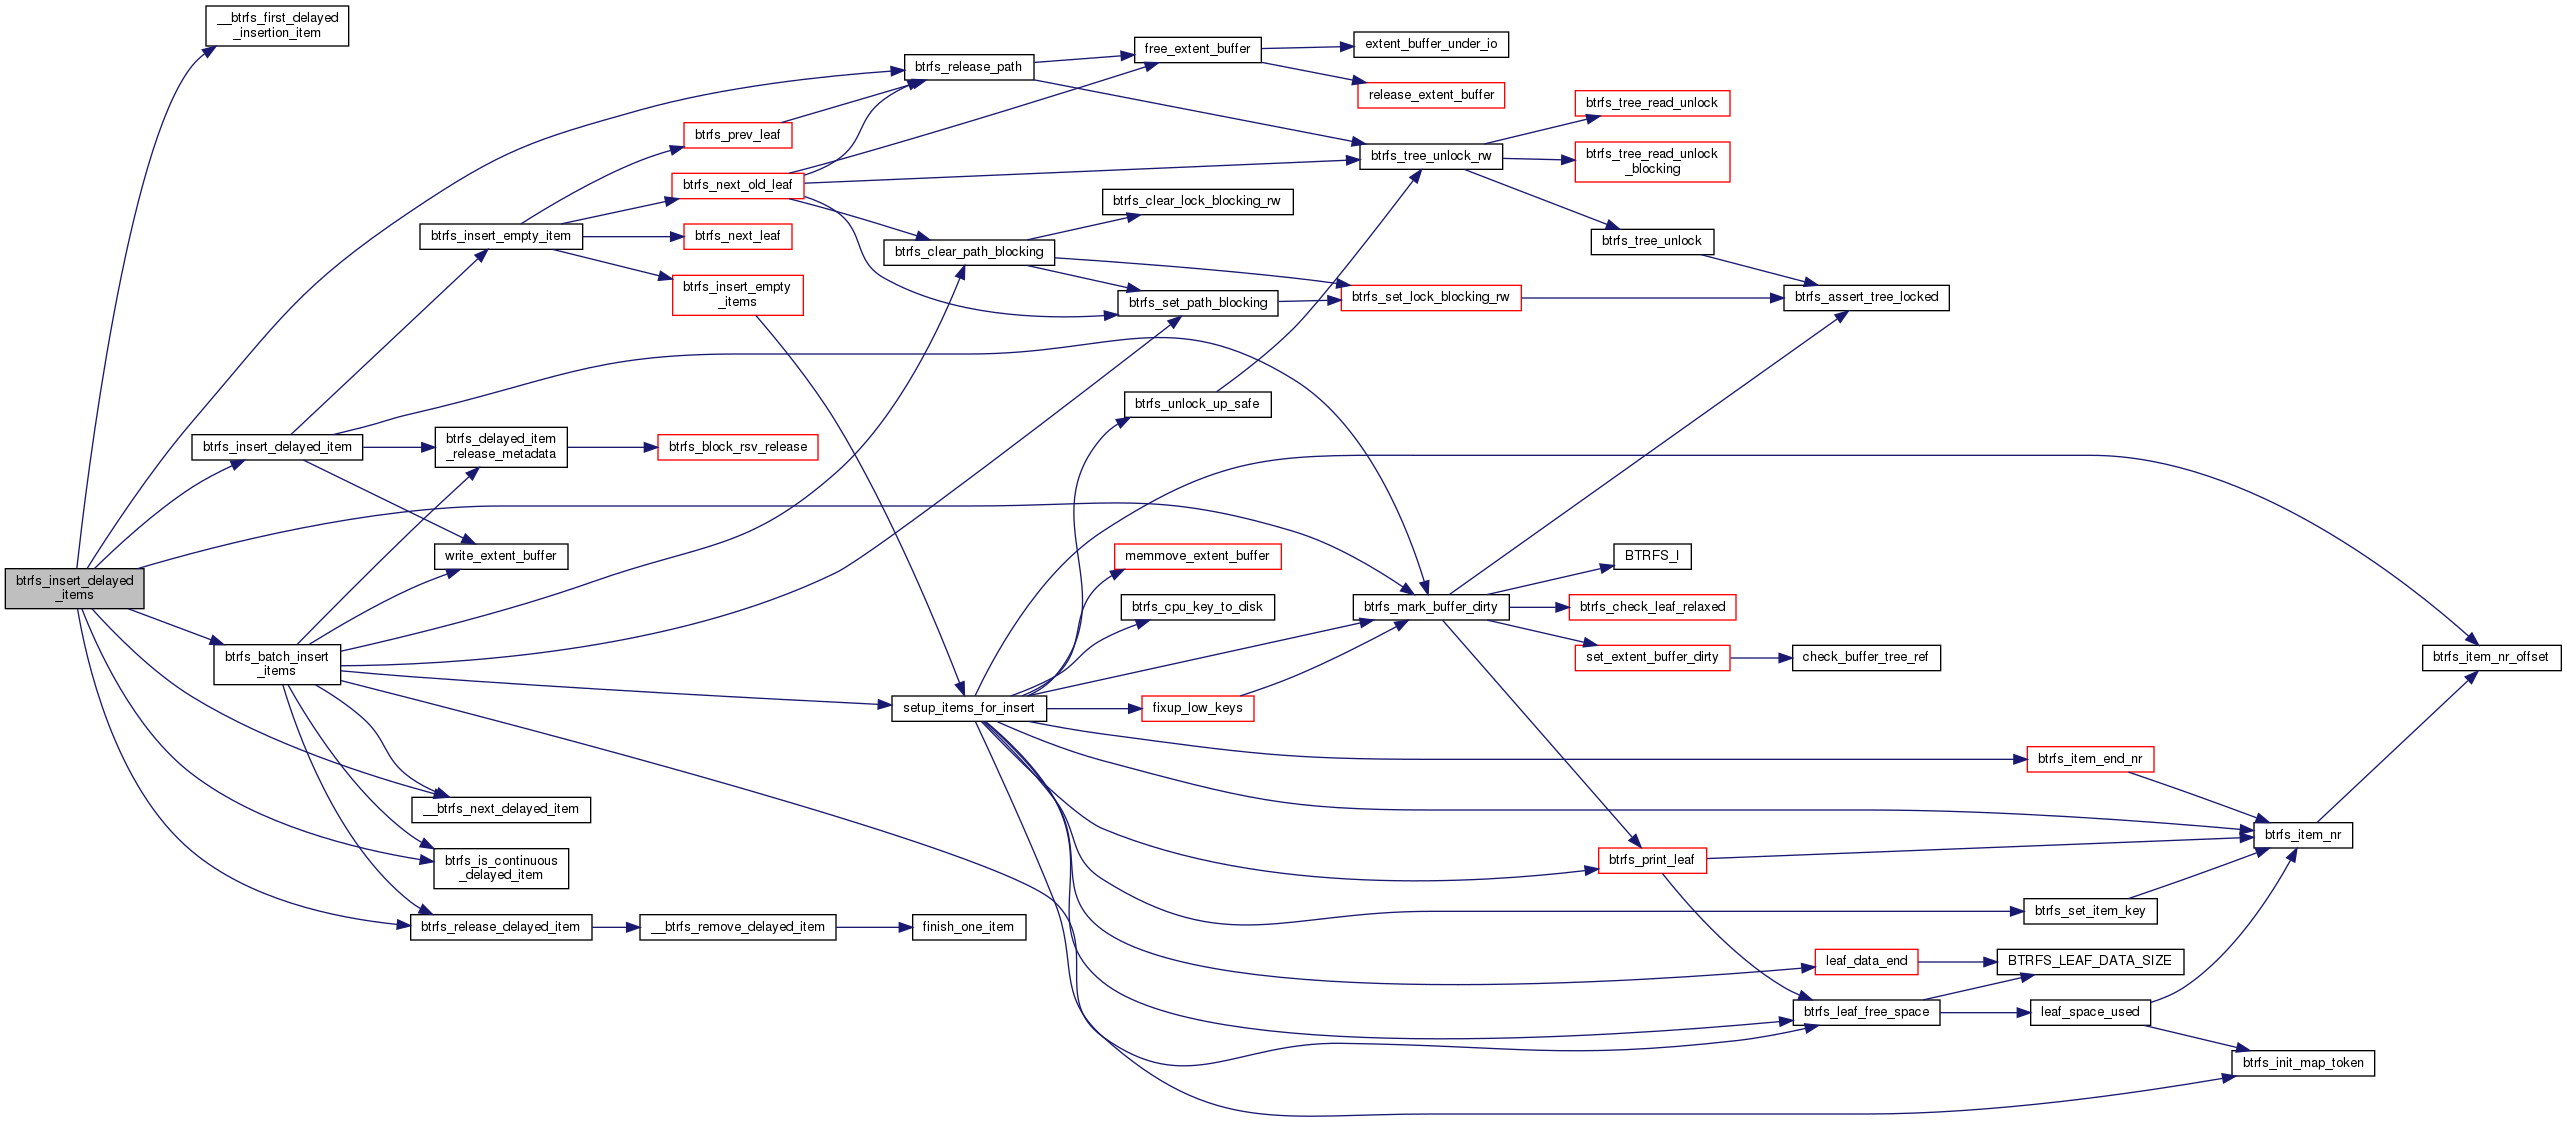 __btrfs_first_delayed
_insertion_item
btrfs_release_path
free_extent_buffer
extent_buffer_under_io
release_extent_buffer
btrfs_prev_leaf
btrfs_tree_read_unlock
btrfs_tree_unlock_rw
btrfs_tree_read_unlock
_blocking
btrfs_next_old_leaf
btrfs_clear_lock_blocking_rw
btrfs_insert_empty_item
btrfs_next_leaf
btrfs_clear_path_blocking
btrfs_tree_unlock
btrfs_insert_empty
_items
btrfs_set_path_blocking
btrfs_set_lock_blocking_rw
btrfs_assert_tree_locked
btrfs_unlock_up_safe
btrfs_insert_delayed_item
btrfs_delayed_item
_release_metadata
btrfs_block_rsv_release
write_extent_buffer
memmove_extent_buffer
BTRFS_I
btrfs_insert_delayed
_items
btrfs_cpu_key_to_disk
btrfs_mark_buffer_dirty
btrfs_check_leaf_relaxed
btrfs_batch_insert
_items
set_extent_buffer_dirty
check_buffer_tree_ref
btrfs_item_nr_offset
setup_items_for_insert
fixup_low_keys
btrfs_item_end_nr
__btrfs_next_delayed_item
btrfs_item_nr
btrfs_is_continuous
_delayed_item
btrfs_print_leaf
btrfs_set_item_key
btrfs_release_delayed_item
__btrfs_remove_delayed_item
finish_one_item
leaf_data_end
BTRFS_LEAF_DATA_SIZE
btrfs_leaf_free_space
leaf_space_used
btrfs_init_map_token